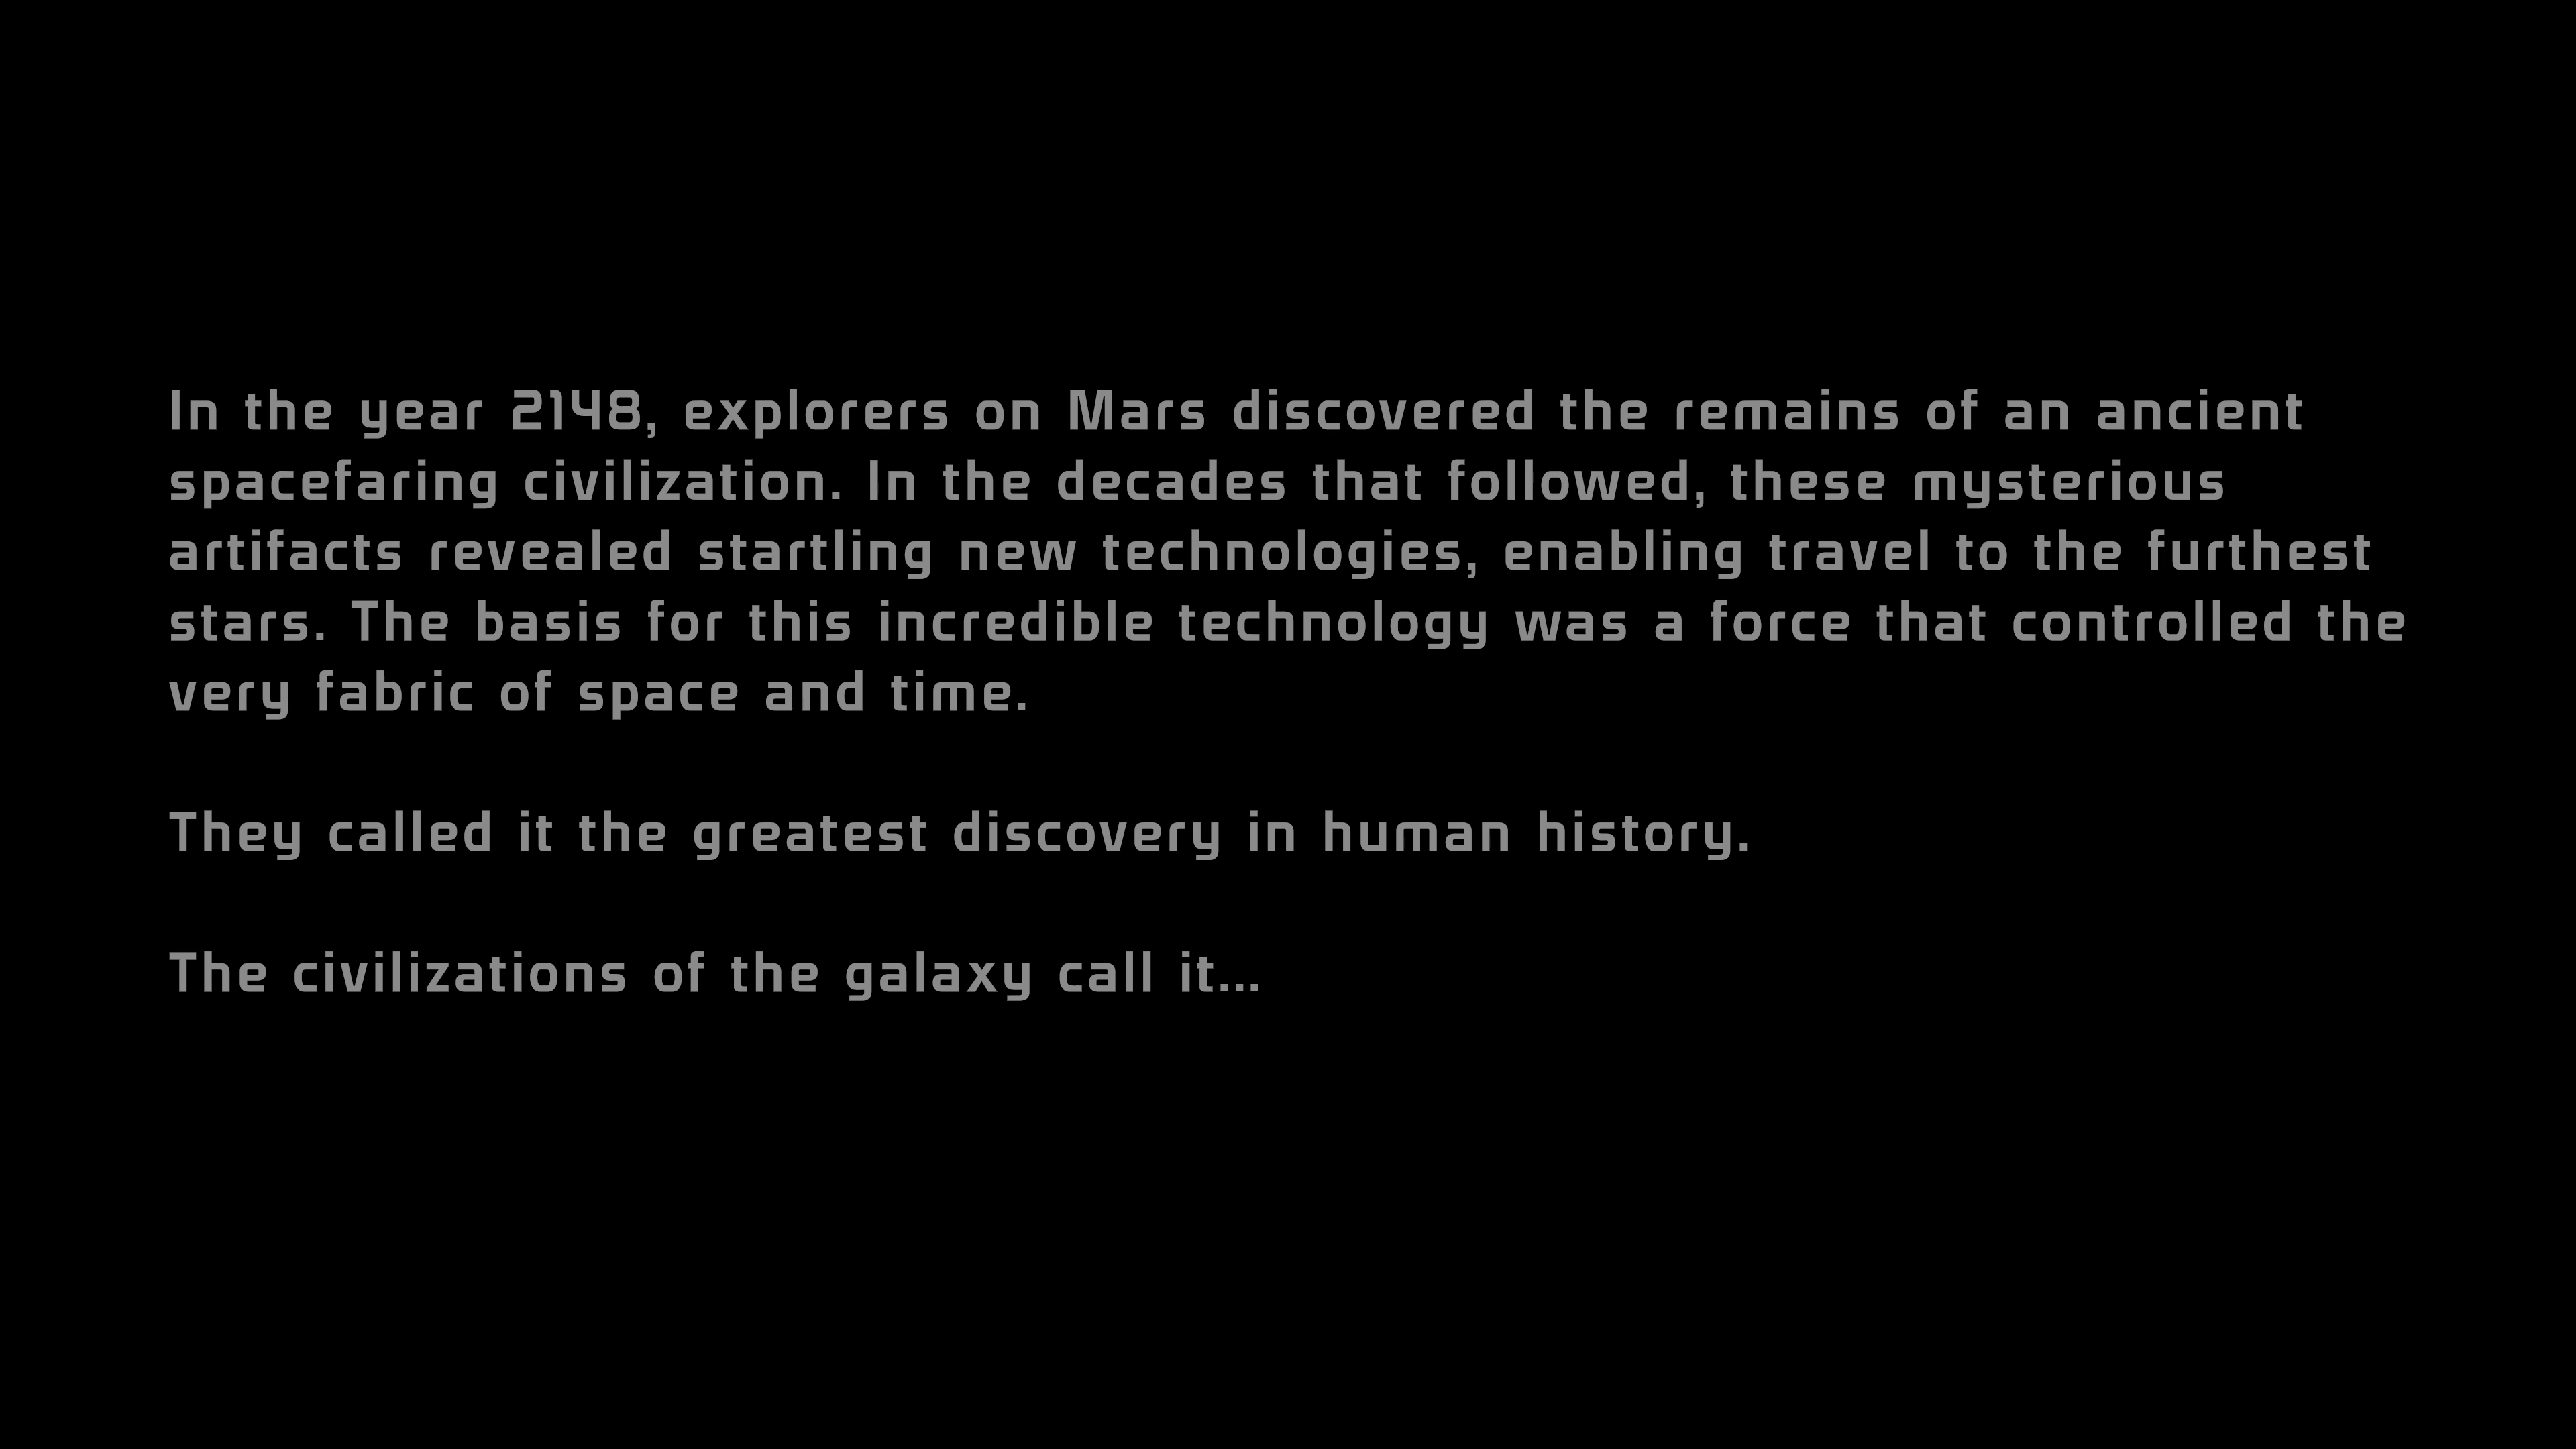 In the year 2148, explorers on Mars discovered the remains of an ancient
spacefaring civilization. In the decades that followed, these mysterious
artifacts revealed startling new technologies, enabling travel to the furthest
stars. The basis for this incredible technology was a force that controlled the
very fabric of space and time.
They called it the greatest discovery in human history.
The civilizations of the galaxy call it...